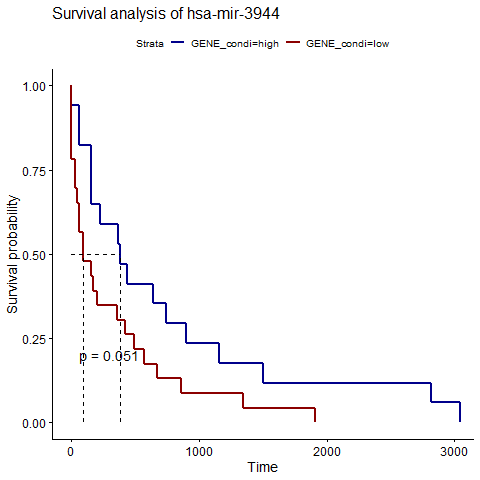 Survival analysis of hsa-mir-3944
Strata GENE_condi=high GENE_condi=low
Survival probability
1.00
0.75
0.50
0.25
0.00
p = 0.051
0 1000 2000 3000
Time